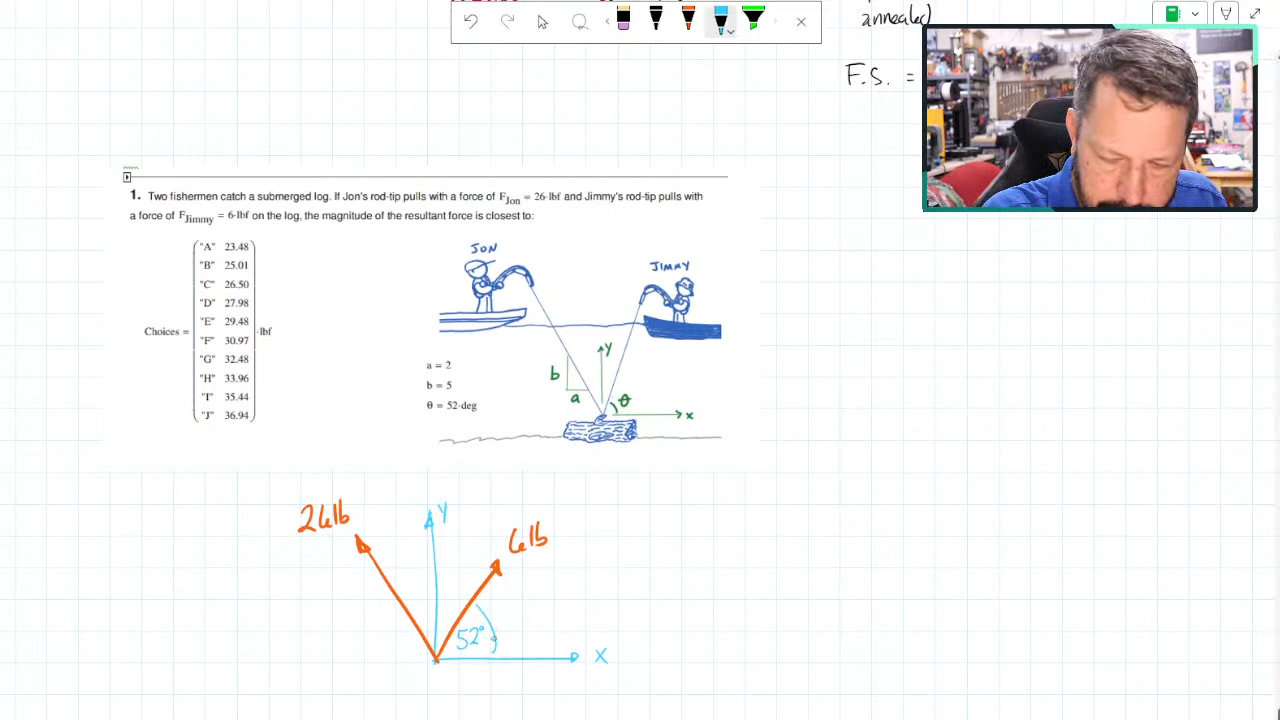 annealed)
F.S. =
1. Two fishermen catch a submerged log. If Jon's rod-tip pulls with a force of F_Jon = 26·lbf and Jimmy's rod-tip pulls with
a force of F_Jimmy = 6·lbf on the log, the magnitude of the resultant force is closest to:
"A" 23.48
"B" 25.01
"C" 26.50
"D" 27.98
"E" 29.48
Choices = ·lbf
"F" 30.97
"G" 32.48
"H" 33.96
"I" 35.44
"J" 36.94
JON
JIMMY
a = 2
b = 5
θ = 52·deg
y
b
a
θ
x
26lb
y
6lb
52°
x